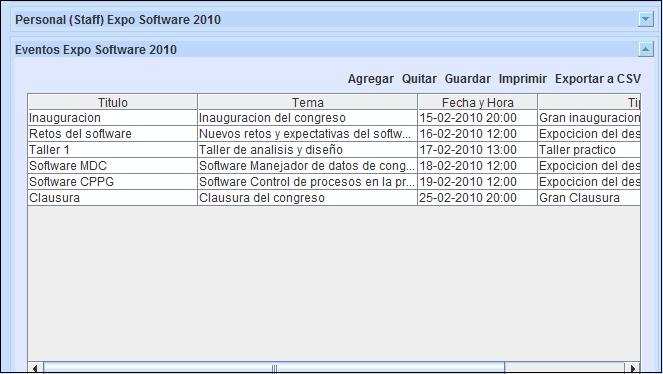 Personal (Staff) Expo Software 2010
Eventos Expo Software 2010
Agregar Quitar Guardar Imprimir Exportar a CSV
Titulo Tema Fecha y Hora Tip
Inauguracion Inauguracion del congreso 15-02-2010 20:00 Gran inauguracion
Retos del software Nuevos retos y expectativas del softw... 16-02-2010 12:00 Expocicion del des
Taller 1 Taller de analisis y diseño 17-02-2010 13:00 Taller practico
Software MDC Software Manejador de datos de cong... 18-02-2010 12:00 Expocicion del des
Software CPPG Software Control de procesos en la pr... 19-02-2010 12:00 Expocicion del des
Clausura Clausura del congreso 25-02-2010 20:00 Gran Clausura